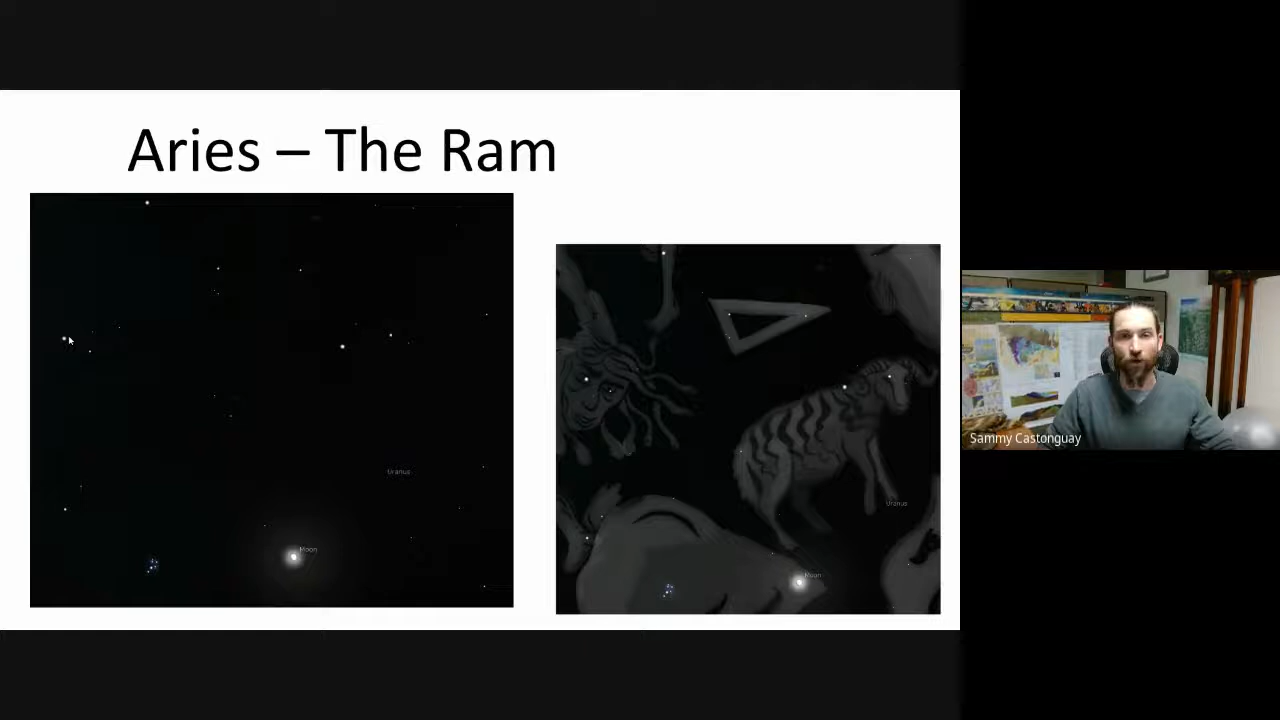 Aries – The Ram
Uranus
Moon
Uranus
Moon
Sammy Castonguay